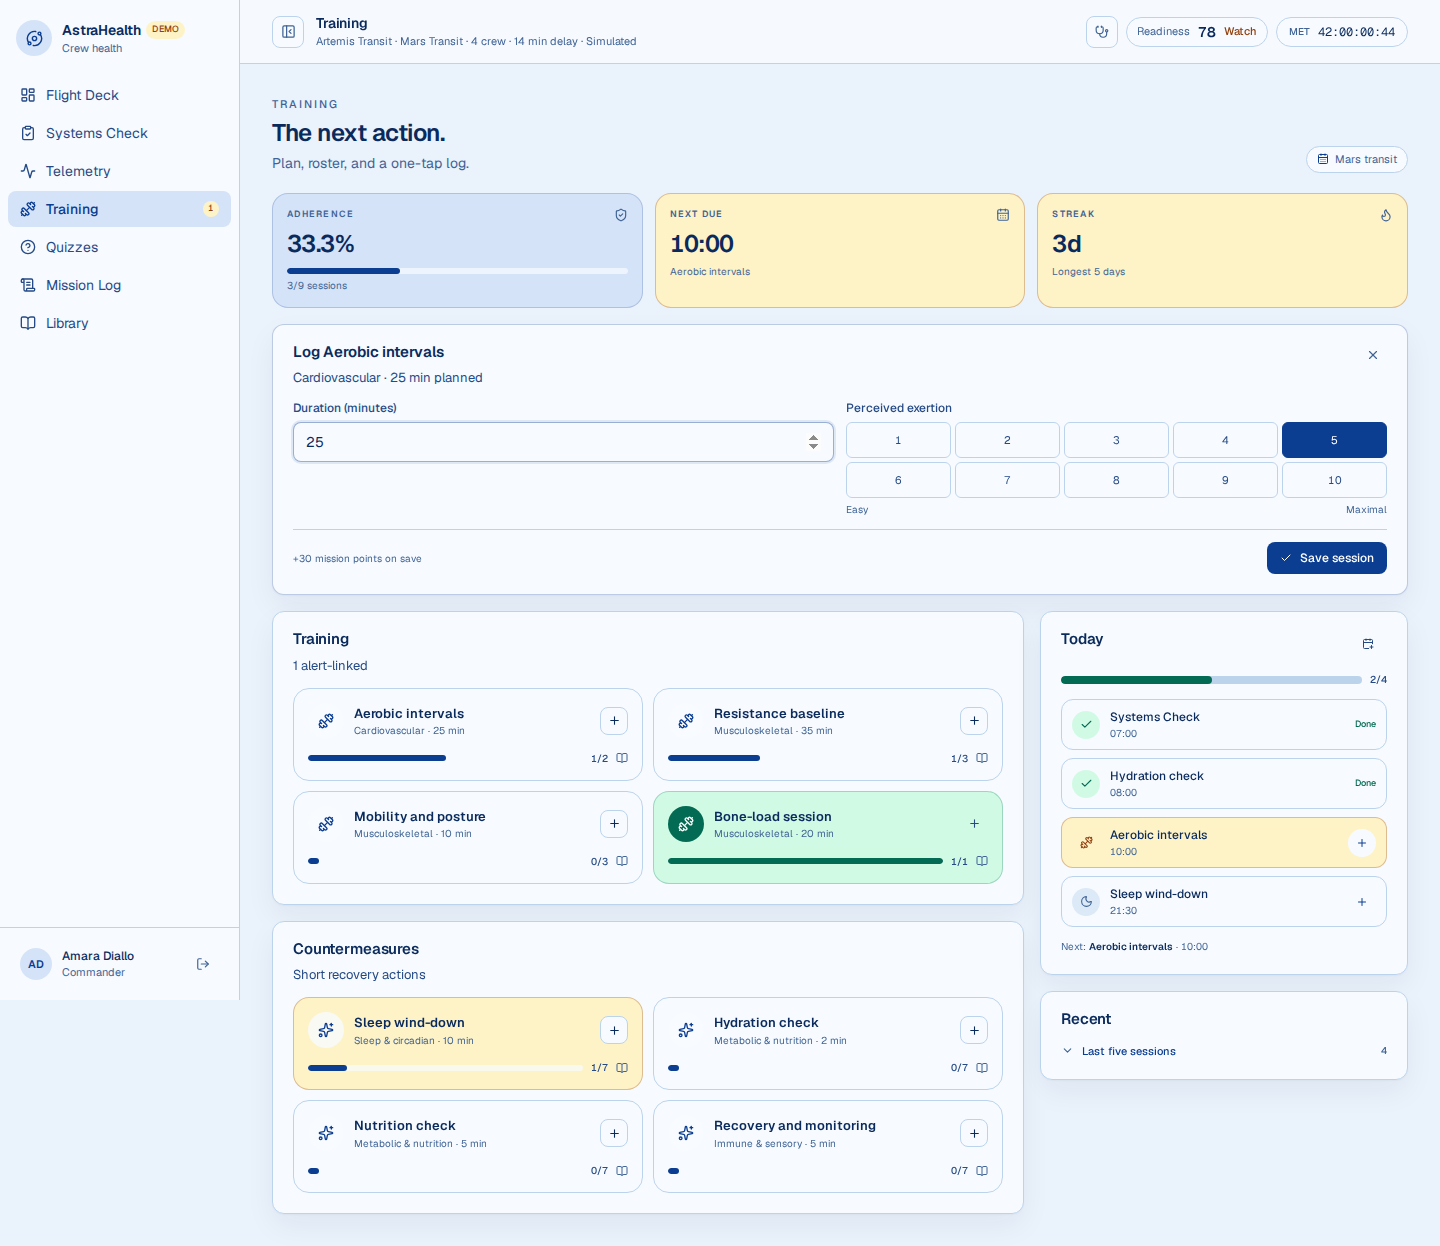 AstraHealth DEMO
Crew health
Flight Deck
Systems Check
Telemetry
Training 1
Quizzes
Mission Log
Library
AD Amara Diallo
Commander
Training
Artemis Transit · Mars Transit · 4 crew · 14 min delay · Simulated
Readiness 78 Watch
MET 42:00:00:44
TRAINING
The next action.
Plan, roster, and a one-tap log.
Mars transit
ADHERENCE
33.3%
3/9 sessions
NEXT DUE
10:00
Aerobic intervals
STREAK
3d
Longest 5 days
Log Aerobic intervals
Cardiovascular · 25 min planned
Duration (minutes)
25
Perceived exertion
1 2 3 4 5
6 7 8 9 10
Easy Maximal
+30 mission points on save
Save session
Training
1 alert-linked
Aerobic intervals
Cardiovascular · 25 min
1/2
Resistance baseline
Musculoskeletal · 35 min
1/3
Mobility and posture
Musculoskeletal · 10 min
0/3
Bone-load session
Musculoskeletal · 20 min
1/1
Countermeasures
Short recovery actions
Sleep wind-down
Sleep & circadian · 10 min
1/7
Hydration check
Metabolic & nutrition · 2 min
0/7
Nutrition check
Metabolic & nutrition · 5 min
0/7
Recovery and monitoring
Immune & sensory · 5 min
0/7
Today
2/4
Systems Check
07:00
Done
Hydration check
08:00
Done
Aerobic intervals
10:00
Sleep wind-down
21:30
Next: Aerobic intervals · 10:00
Recent
Last five sessions 4